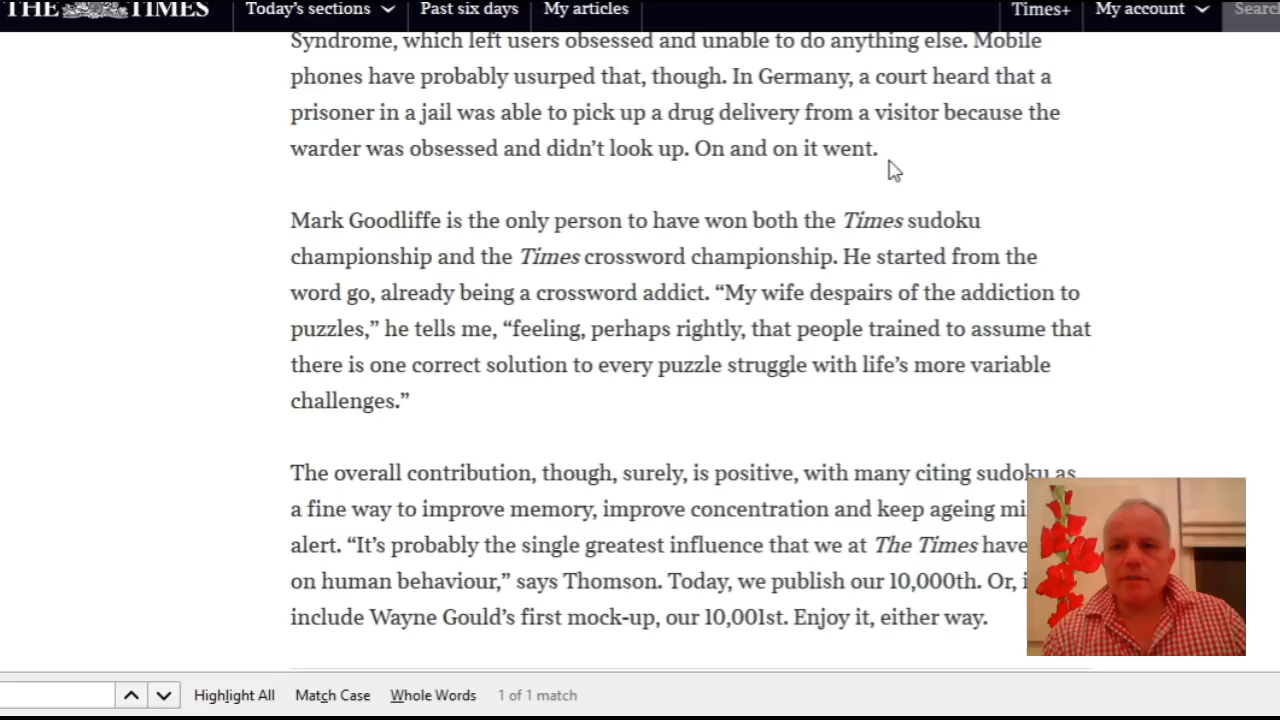 THE TIMES
Today's sections
Past six days
My articles
Times+
My account
Search
Syndrome, which left users obsessed and unable to do anything else. Mobile
phones have probably usurped that, though. In Germany, a court heard that a
prisoner in a jail was able to pick up a drug delivery from a visitor because the
warder was obsessed and didn’t look up. On and on it went.
Mark Goodliffe is the only person to have won both the Times sudoku
championship and the Times crossword championship. He started from the
word go, already being a crossword addict. “My wife despairs of the addiction to
puzzles,” he tells me, “feeling, perhaps rightly, that people trained to assume that
there is one correct solution to every puzzle struggle with life’s more variable
challenges.”
The overall contribution, though, surely, is positive, with many citing sudoku as
a fine way to improve memory, improve concentration and keep ageing
alert. “It’s probably the single greatest influence that we at The Times have
on human behaviour,” says Thomson. Today, we publish our 10,000th. Or,
include Wayne Gould’s first mock-up, our 10,001st. Enjoy it, either way.
Highlight All
Match Case
Whole Words
1 of 1 match